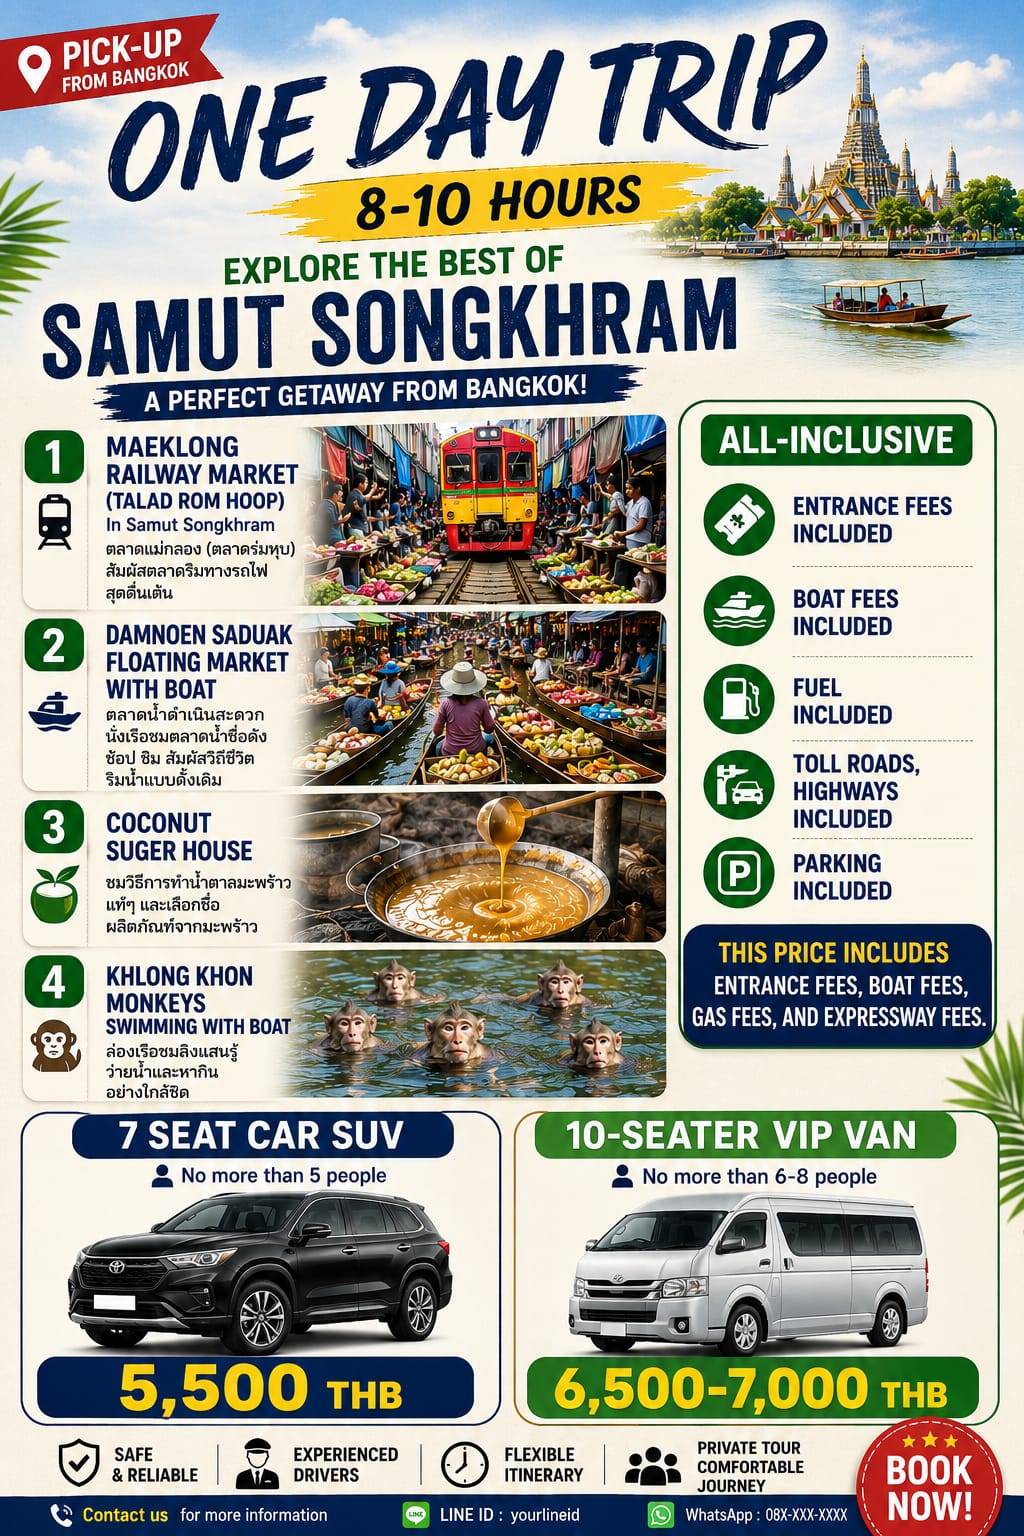 PICK-UP
FROM BANGKOK
ONE DAY TRIP
8-10 HOURS
EXPLORE THE BEST OF
SAMUT SONGKHRAM
A PERFECT GETAWAY FROM BANGKOK!
1
MAEKLONG
RAILWAY MARKET
(TALAD ROM HOOP)
In Samut Songkhram
ตลาดแม่กลอง (ตลาดร่มหุบ)
สัมผัสตลาดริมทางรถไฟ
สุดตื่นเต้น
2
DAMNOEN SADUAK
FLOATING MARKET
WITH BOAT
ตลาดน้ำดำเนินสะดวก
นั่งเรือชมตลาดน้ำชื่อดัง
ช้อป ชิม สัมผัสวิถีชีวิต
ริมน้ำแบบดั้งเดิม
3
COCONUT
SUGER HOUSE
ชมวิธีการทำน้ำตาลมะพร้าว
แท้ๆ และเลือกซื้อ
ผลิตภัณฑ์จากมะพร้าว
4
KHLONG KHON
MONKEYS
SWIMMING WITH BOAT
ล่องเรือชมลิงแสนรู้
ว่ายน้ำและหากิน
อย่างใกล้ชิด
ALL-INCLUSIVE
ENTRANCE FEES
INCLUDED
BOAT FEES
INCLUDED
FUEL
INCLUDED
TOLL ROADS,
HIGHWAYS
INCLUDED
P
PARKING
INCLUDED
THIS PRICE INCLUDES
ENTRANCE FEES, BOAT FEES,
GAS FEES, AND EXPRESSWAY FEES.
7 SEAT CAR SUV
No more than 5 people
5,500 THB
10-SEATER VIP VAN
No more than 6-8 people
6,500-7,000 THB
SAFE
& RELIABLE
EXPERIENCED
DRIVERS
FLEXIBLE
ITINERARY
PRIVATE TOUR
COMFORTABLE
JOURNEY
BOOK
NOW!
Contact us for more information
LINE
LINE ID : yourlineid
WhatsApp : 08X-XXX-XXXX